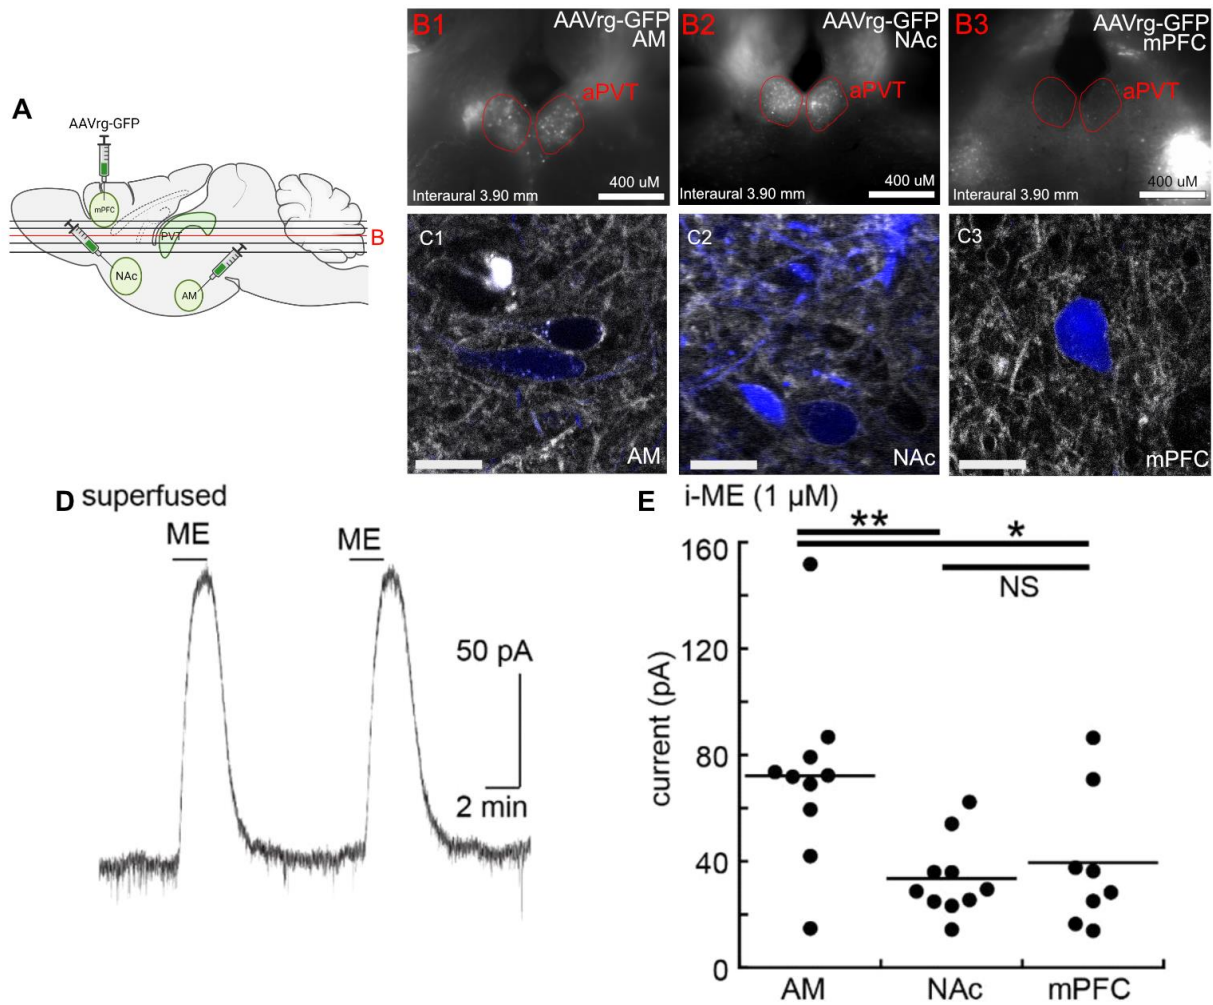 A
AAVrg-GFP
mPFC
PVT
NAc
AM
B
B1
AAVrg-GFP
AM
aPVT
Interaural 3.90 mm
400 uM
B2
AAVrg-GFP
NAc
aPVT
Interaural 3.90 mm
400 uM
B3
AAVrg-GFP
mPFC
aPVT
Interaural 3.90 mm
400 uM
C1
AM
C2
NAc
C3
mPFC
D superfused
ME
ME
50 pA
2 min
E i-ME (1 µM)
**
*
NS
160
120
80
40
0
current (pA)
AM
NAc
mPFC